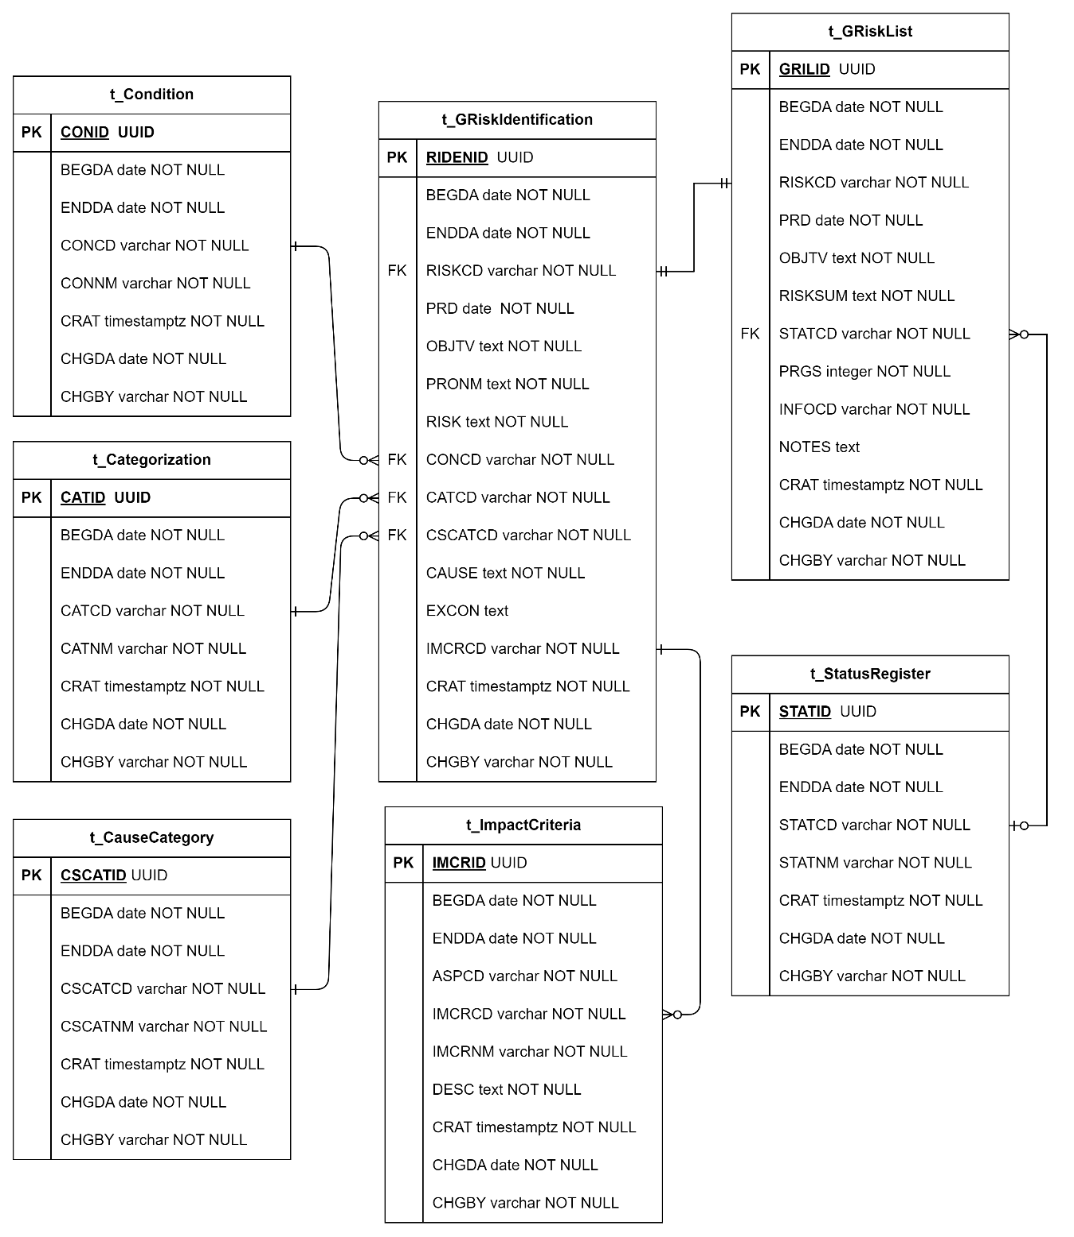 t_Condition
PK CONID UUID
BEGDA date NOT NULL
ENDDA date NOT NULL
CONCD varchar NOT NULL
CONNM varchar NOT NULL
CRAT timestamptz NOT NULL
CHGDA date NOT NULL
CHGBY varchar NOT NULL
t_Categorization
PK CATID UUID
BEGDA date NOT NULL
ENDDA date NOT NULL
CATCD varchar NOT NULL
CATNM varchar NOT NULL
CRAT timestamptz NOT NULL
CHGDA date NOT NULL
CHGBY varchar NOT NULL
t_CauseCategory
PK CSCATID UUID
BEGDA date NOT NULL
ENDDA date NOT NULL
CSCATCD varchar NOT NULL
CSCATNM varchar NOT NULL
CRAT timestamptz NOT NULL
CHGDA date NOT NULL
CHGBY varchar NOT NULL
t_GRiskIdentification
PK RIDENID UUID
BEGDA date NOT NULL
ENDDA date NOT NULL
FK RISKCD varchar NOT NULL
PRD date NOT NULL
OBJTV text NOT NULL
PRONM text NOT NULL
RISK text NOT NULL
FK CONCD varchar NOT NULL
FK CATCD varchar NOT NULL
FK CSCATCD varchar NOT NULL
CAUSE text NOT NULL
EXCON text
IMCRCD varchar NOT NULL
CRAT timestamptz NOT NULL
CHGDA date NOT NULL
CHGBY varchar NOT NULL
t_ImpactCriteria
PK IMCRID UUID
BEGDA date NOT NULL
ENDDA date NOT NULL
ASPCD varchar NOT NULL
IMCRCD varchar NOT NULL
IMCRNM varchar NOT NULL
DESC text NOT NULL
CRAT timestamptz NOT NULL
CHGDA date NOT NULL
CHGBY varchar NOT NULL
t_GRiskList
PK GRILID UUID
BEGDA date NOT NULL
ENDDA date NOT NULL
RISKCD varchar NOT NULL
PRD date NOT NULL
OBJTV text NOT NULL
RISKSUM text NOT NULL
FK STATCD varchar NOT NULL
PRGS integer NOT NULL
INFOCD varchar NOT NULL
NOTES text
CRAT timestamptz NOT NULL
CHGDA date NOT NULL
CHGBY varchar NOT NULL
t_StatusRegister
PK STATID UUID
BEGDA date NOT NULL
ENDDA date NOT NULL
STATCD varchar NOT NULL
STATNM varchar NOT NULL
CRAT timestamptz NOT NULL
CHGDA date NOT NULL
CHGBY varchar NOT NULL